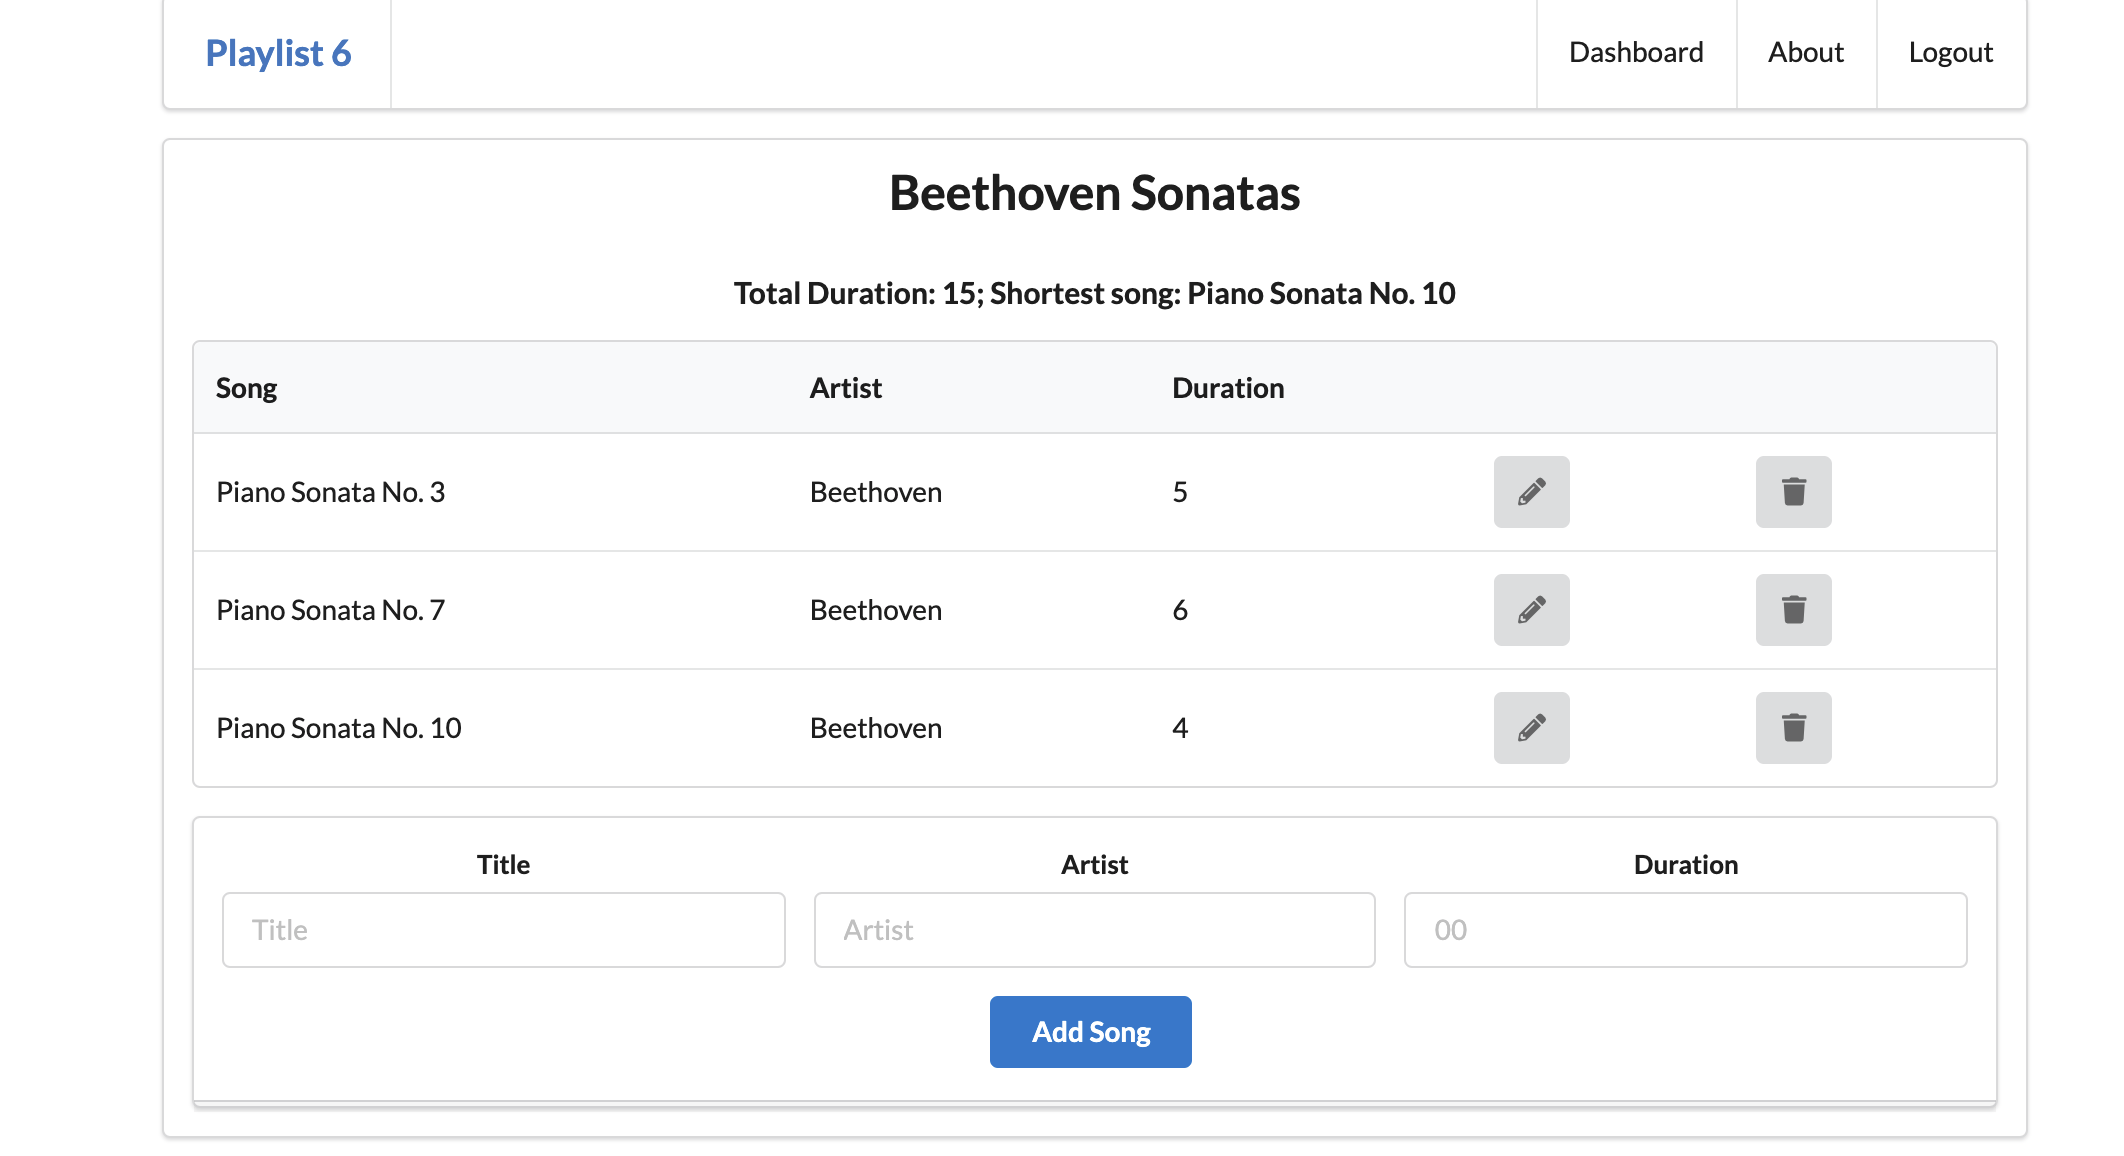 Playlist 6 Dashboard About Logout
Beethoven Sonatas
Total Duration: 15; Shortest song: Piano Sonata No. 10
Song Artist Duration
Piano Sonata No. 3 Beethoven 5
Piano Sonata No. 7 Beethoven 6
Piano Sonata No. 10 Beethoven 4
Title Artist Duration
Title Artist 00
Add Song